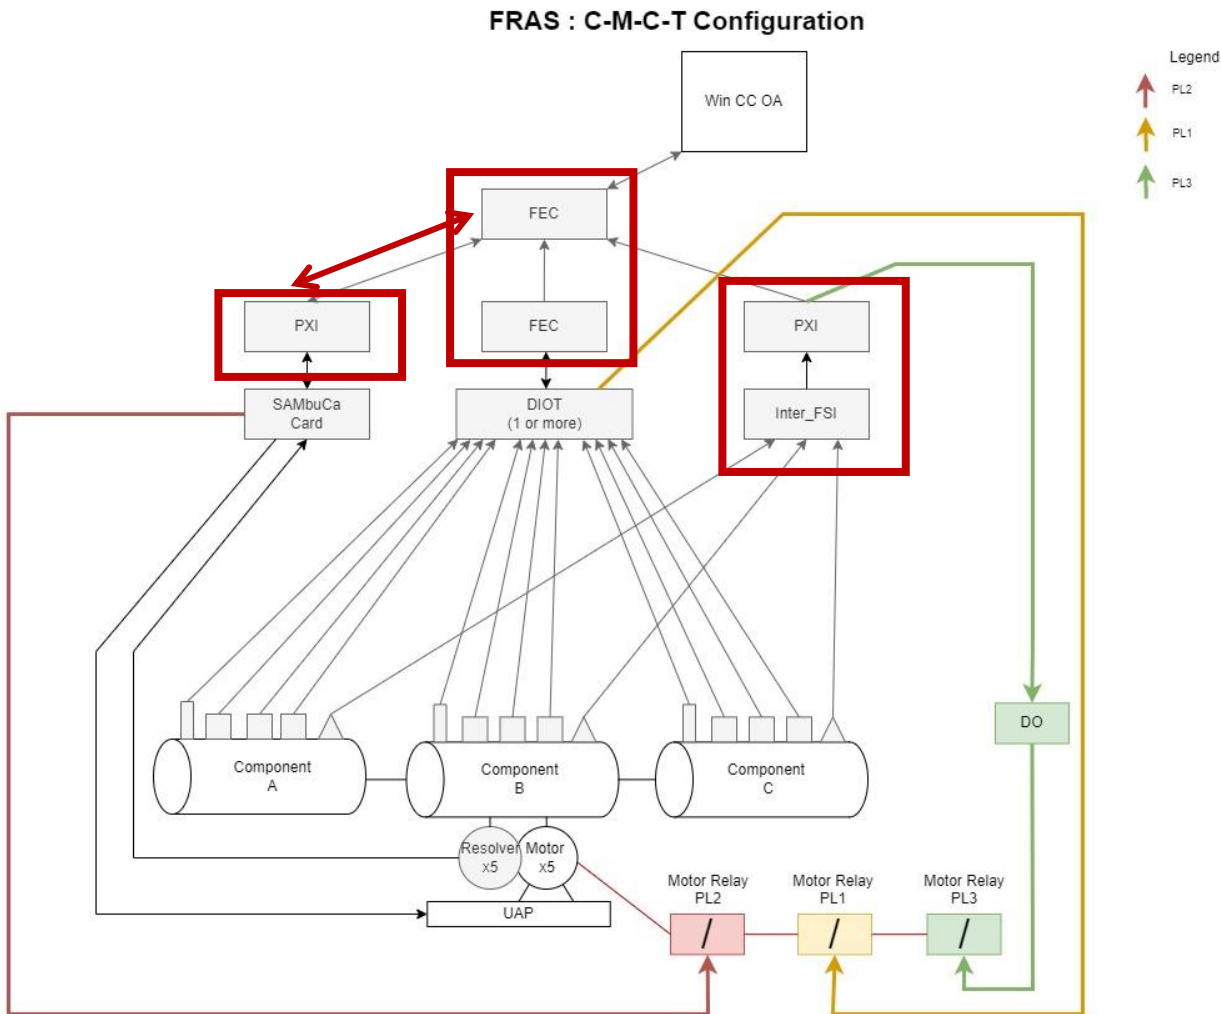 FRAS : C-M-C-T Configuration
Legend
PL2
PL1
PL3
Win CC OA
FEC
PXI
FEC
PXI
SAMbuCa
Card
DIOT
(1 or more)
Inter_FSI
DO
Component
A
Component
B
Component
C
Resolver
x5
Motor
x5
UAP
Motor Relay
PL2
Motor Relay
PL1
Motor Relay
PL3
/
/
/